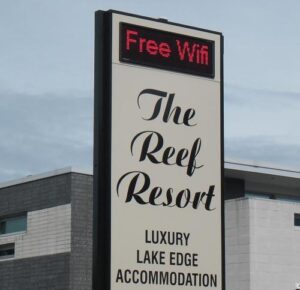 Free Wifi
The
Reef
Resort
LUXURY
LAKE EDGE
ACCOMMODATION